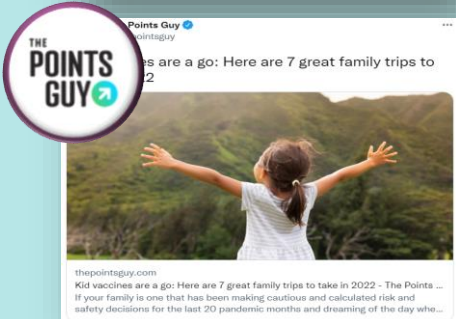 THE
POINTS
GUY
Points Guy
pointsguy
es are a go: Here are 7 great family trips to
22
thepointsguy.com
Kid vaccines are a go: Here are 7 great family trips to take in 2022 - The Points ...
If your family is one that has been making cautious and calculated risk and
safety decisions for the last 20 pandemic months and dreaming of the day whe...